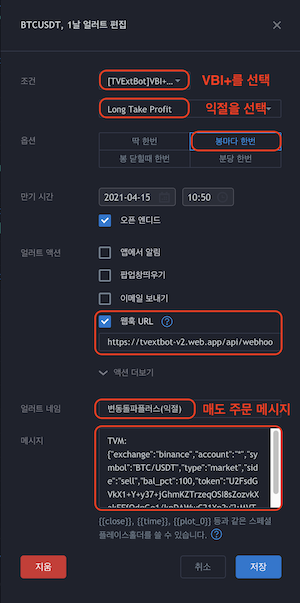 BTCUSDT, 1날 얼러트 편집
조건
[TVExtBot]VBI+...
VBI+를 선택
Long Take Profit
익절을 선택
옵션
딱 한번
봉마다 한번
봉 닫힐때 한번
분당 한번
만기 시간
2021-04-15
10:50
오픈 엔디드
얼러트 액션
앱에서 알림
팝업창띄우기
이메일 보내기
웹훅 URL
https://tvextbot-v2.web.app/api/webhoo
액션 더보기
얼러트 네임
변동돌파플러스(익절)
매도 주문 메시지
메시지
TVM:
{"exchange":"binance","account":"*","sy
mbol":"BTC/USDT","type":"market","sid
e":"sell","bal_pct":100,"token":"U2FsdG
{{close}}, {{time}}, {{plot_0}} 등과 같은 스페셜
플레이스홀더를 쓸 수 있습니다.
지움
취소
저장